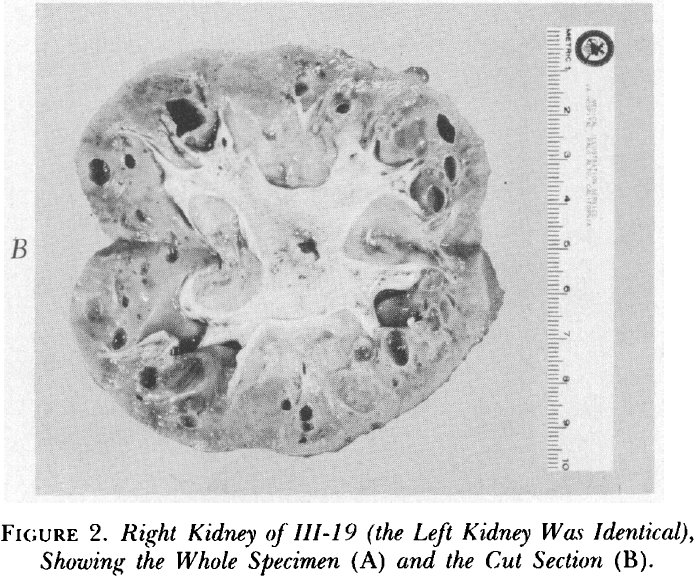 METRIC 1
2
3
4
5
6
7
8
9
10
B
FIGURE 2. Right Kidney of III-19 (the Left Kidney Was Identical),
Showing the Whole Specimen (A) and the Cut Section (B).